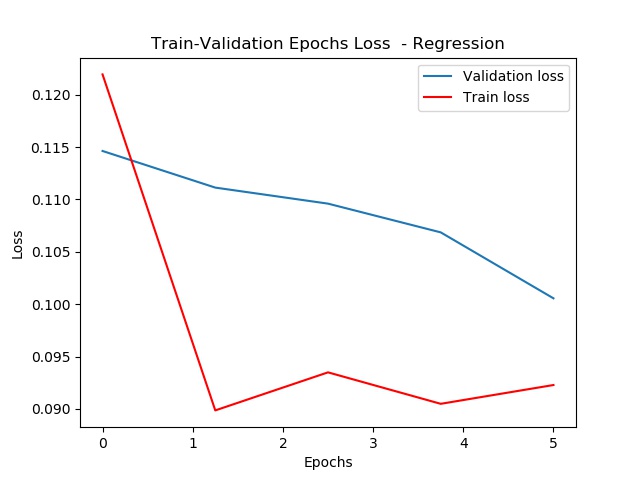 Train-Validation Epochs Loss  - Regression
Validation loss
Train loss
0.120
0.115
0.110
0.105
0.100
0.095
0.090
Loss
0 1 2 3 4 5
Epochs